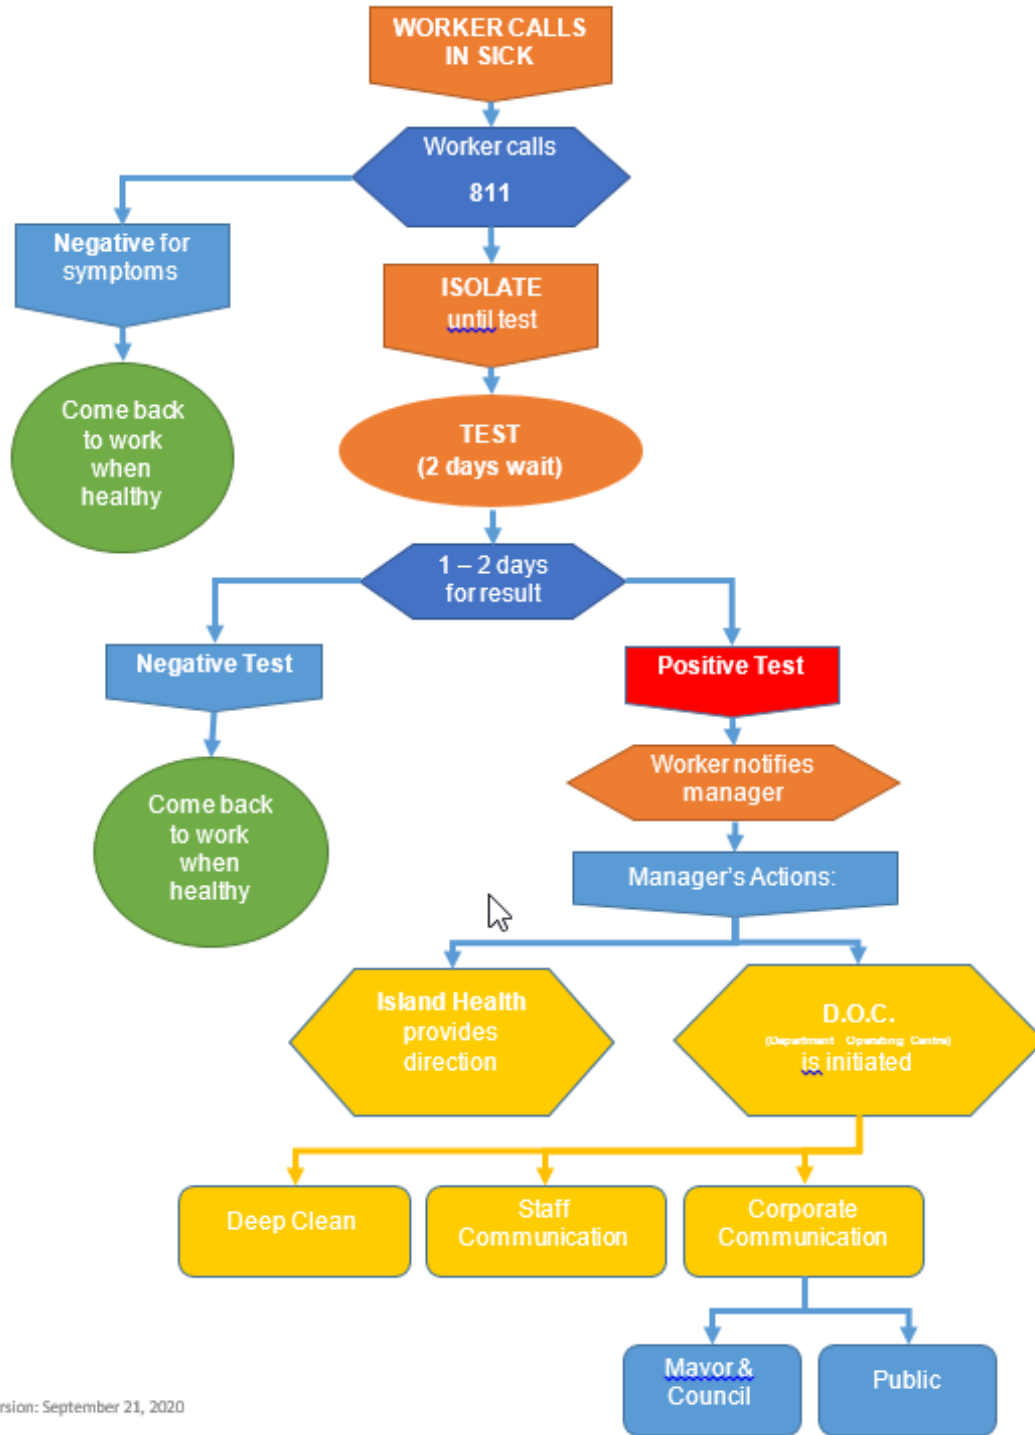 WORKER CALLS
IN SICK
Worker calls
811
Negative for
symptoms
ISOLATE
until test
Come back
to work
when
healthy
TEST
(2 days wait)
1 – 2 days
for result
Negative Test
Positive Test
Worker notifies
manager
Come back
to work
when
healthy
Manager's Actions:
Island Health
provides
direction
D.O.C.
(Department Operating Centre)
is initiated
Deep Clean
Staff
Communication
Corporate
Communication
Mayor &
Council
Public
rsion: September 21, 2020